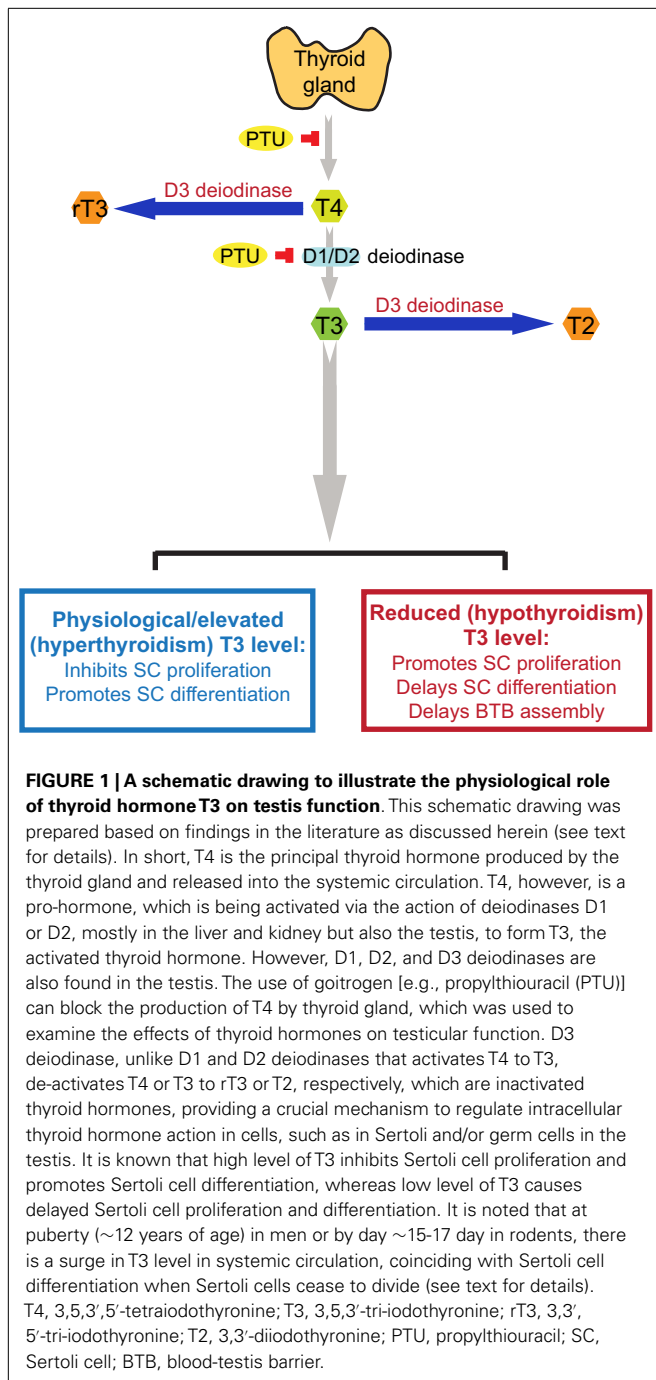 Thyroid
gland
PTU
D3 deiodinase
rT3
T4
PTU
D1/D2 deiodinase
D3 deiodinase
T3
T2
Physiological/elevated
(hyperthyroidism) T3 level:
Inhibits SC proliferation
Promotes SC differentiation
Reduced (hypothyroidism)
T3 level:
Promotes SC proliferation
Delays SC differentiation
Delays BTB assembly
FIGURE 1 | A schematic drawing to illustrate the physiological role
of thyroid hormone T3 on testis function. This schematic drawing was
prepared based on findings in the literature as discussed herein (see text
for details). In short, T4 is the principal thyroid hormone produced by the
thyroid gland and released into the systemic circulation. T4, however, is a
pro-hormone, which is being activated via the action of deiodinases D1
or D2, mostly in the liver and kidney but also the testis, to form T3, the
activated thyroid hormone. However, D1, D2, and D3 deiodinases are
also found in the testis. The use of goitrogen [e.g., propylthiouracil (PTU)]
can block the production of T4 by thyroid gland, which was used to
examine the effects of thyroid hormones on testicular function. D3
deiodinase, unlike D1 and D2 deiodinases that activates T4 to T3,
de-activates T4 or T3 to rT3 or T2, respectively, which are inactivated
thyroid hormones, providing a crucial mechanism to regulate intracellular
thyroid hormone action in cells, such as in Sertoli and/or germ cells in the
testis. It is known that high level of T3 inhibits Sertoli cell proliferation and
promotes Sertoli cell differentiation, whereas low level of T3 causes
delayed Sertoli cell proliferation and differentiation. It is noted that at
puberty (∼12 years of age) in men or by day ∼15-17 day in rodents, there
is a surge in T3 level in systemic circulation, coinciding with Sertoli cell
differentiation when Sertoli cells cease to divide (see text for details).
T4, 3,5,3′,5′-tetraiodothyronine; T3, 3,5,3′-tri-iodothyronine; rT3, 3,3′,
5′-tri-iodothyronine; T2, 3,3′-diiodothyronine; PTU, propylthiouracil; SC,
Sertoli cell; BTB, blood-testis barrier.